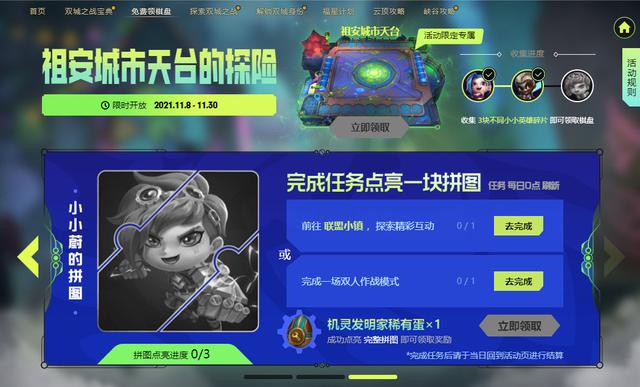 首页
双城之战宝典
免费领棋盘
探索双城之战
解锁双城身份
福星计划
云顶攻略
峡谷攻略
祖安城市天台的探险
限时开放 2021.11.8 - 11.30
祖安城市天台
活动限定专属
立即领取
收集进度
收集 3块不同小小英雄碎片 即可领取棋盘
活动规则
小小蔚的拼图
拼图点亮进度 0/3
完成任务点亮一块拼图 任务 每日0点 刷新
前往 联盟小镇 ，探索精彩互动 0 / 1 去完成
或
完成一场双人作战模式 0 / 1 去完成
机灵发明家稀有蛋×1
成功点亮 完整拼图 即可领取奖励
立即领取
*完成任务后请于当日回到活动页进行结算